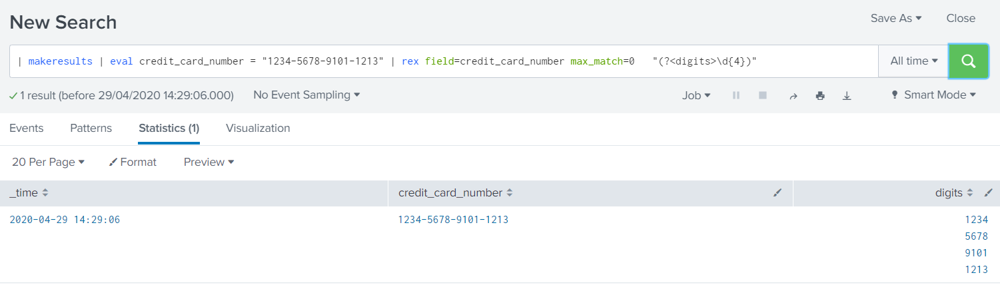 New Search
Save As
Close
| makeresults | eval credit_card_number = "1234-5678-9101-1213" | rex field=credit_card_number max_match=0   "(?<digits>\d{4})"
All time
1 result (before 29/04/2020 14:29:06.000)
No Event Sampling
Job
Smart Mode
Events
Patterns
Statistics (1)
Visualization
20 Per Page
Format
Preview
_time
credit_card_number
digits
2020-04-29 14:29:06
1234-5678-9101-1213
1234
5678
9101
1213